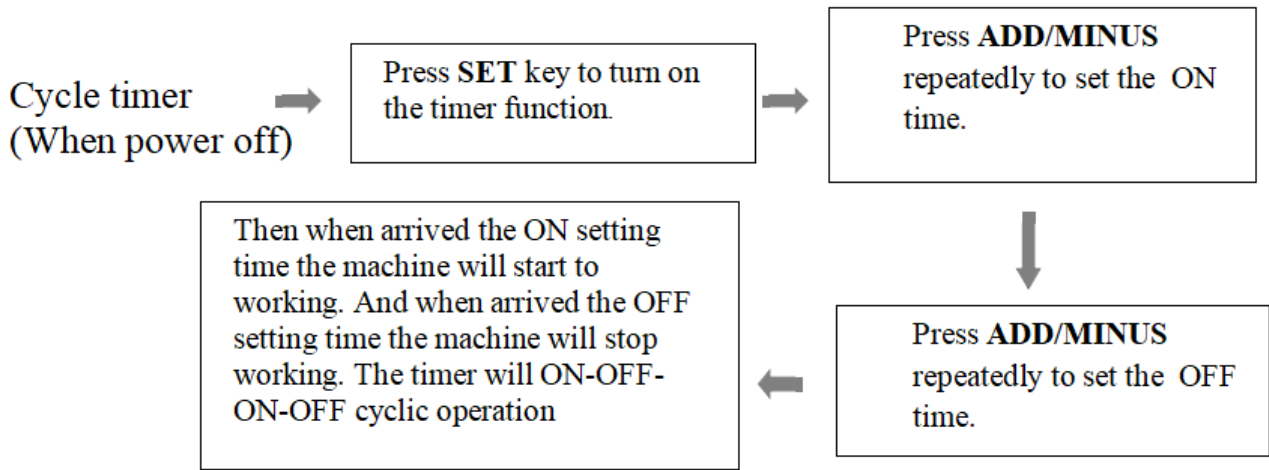 Cycle timer
(When power off)
Press SET key to turn on
the timer function.
Press ADD/MINUS
repeatedly to set the ON
time.
Press ADD/MINUS
repeatedly to set the OFF
time.
Then when arrived the ON setting
time the machine will start to
working. And when arrived the OFF
setting time the machine will stop
working. The timer will ON-OFF-
ON-OFF cyclic operation